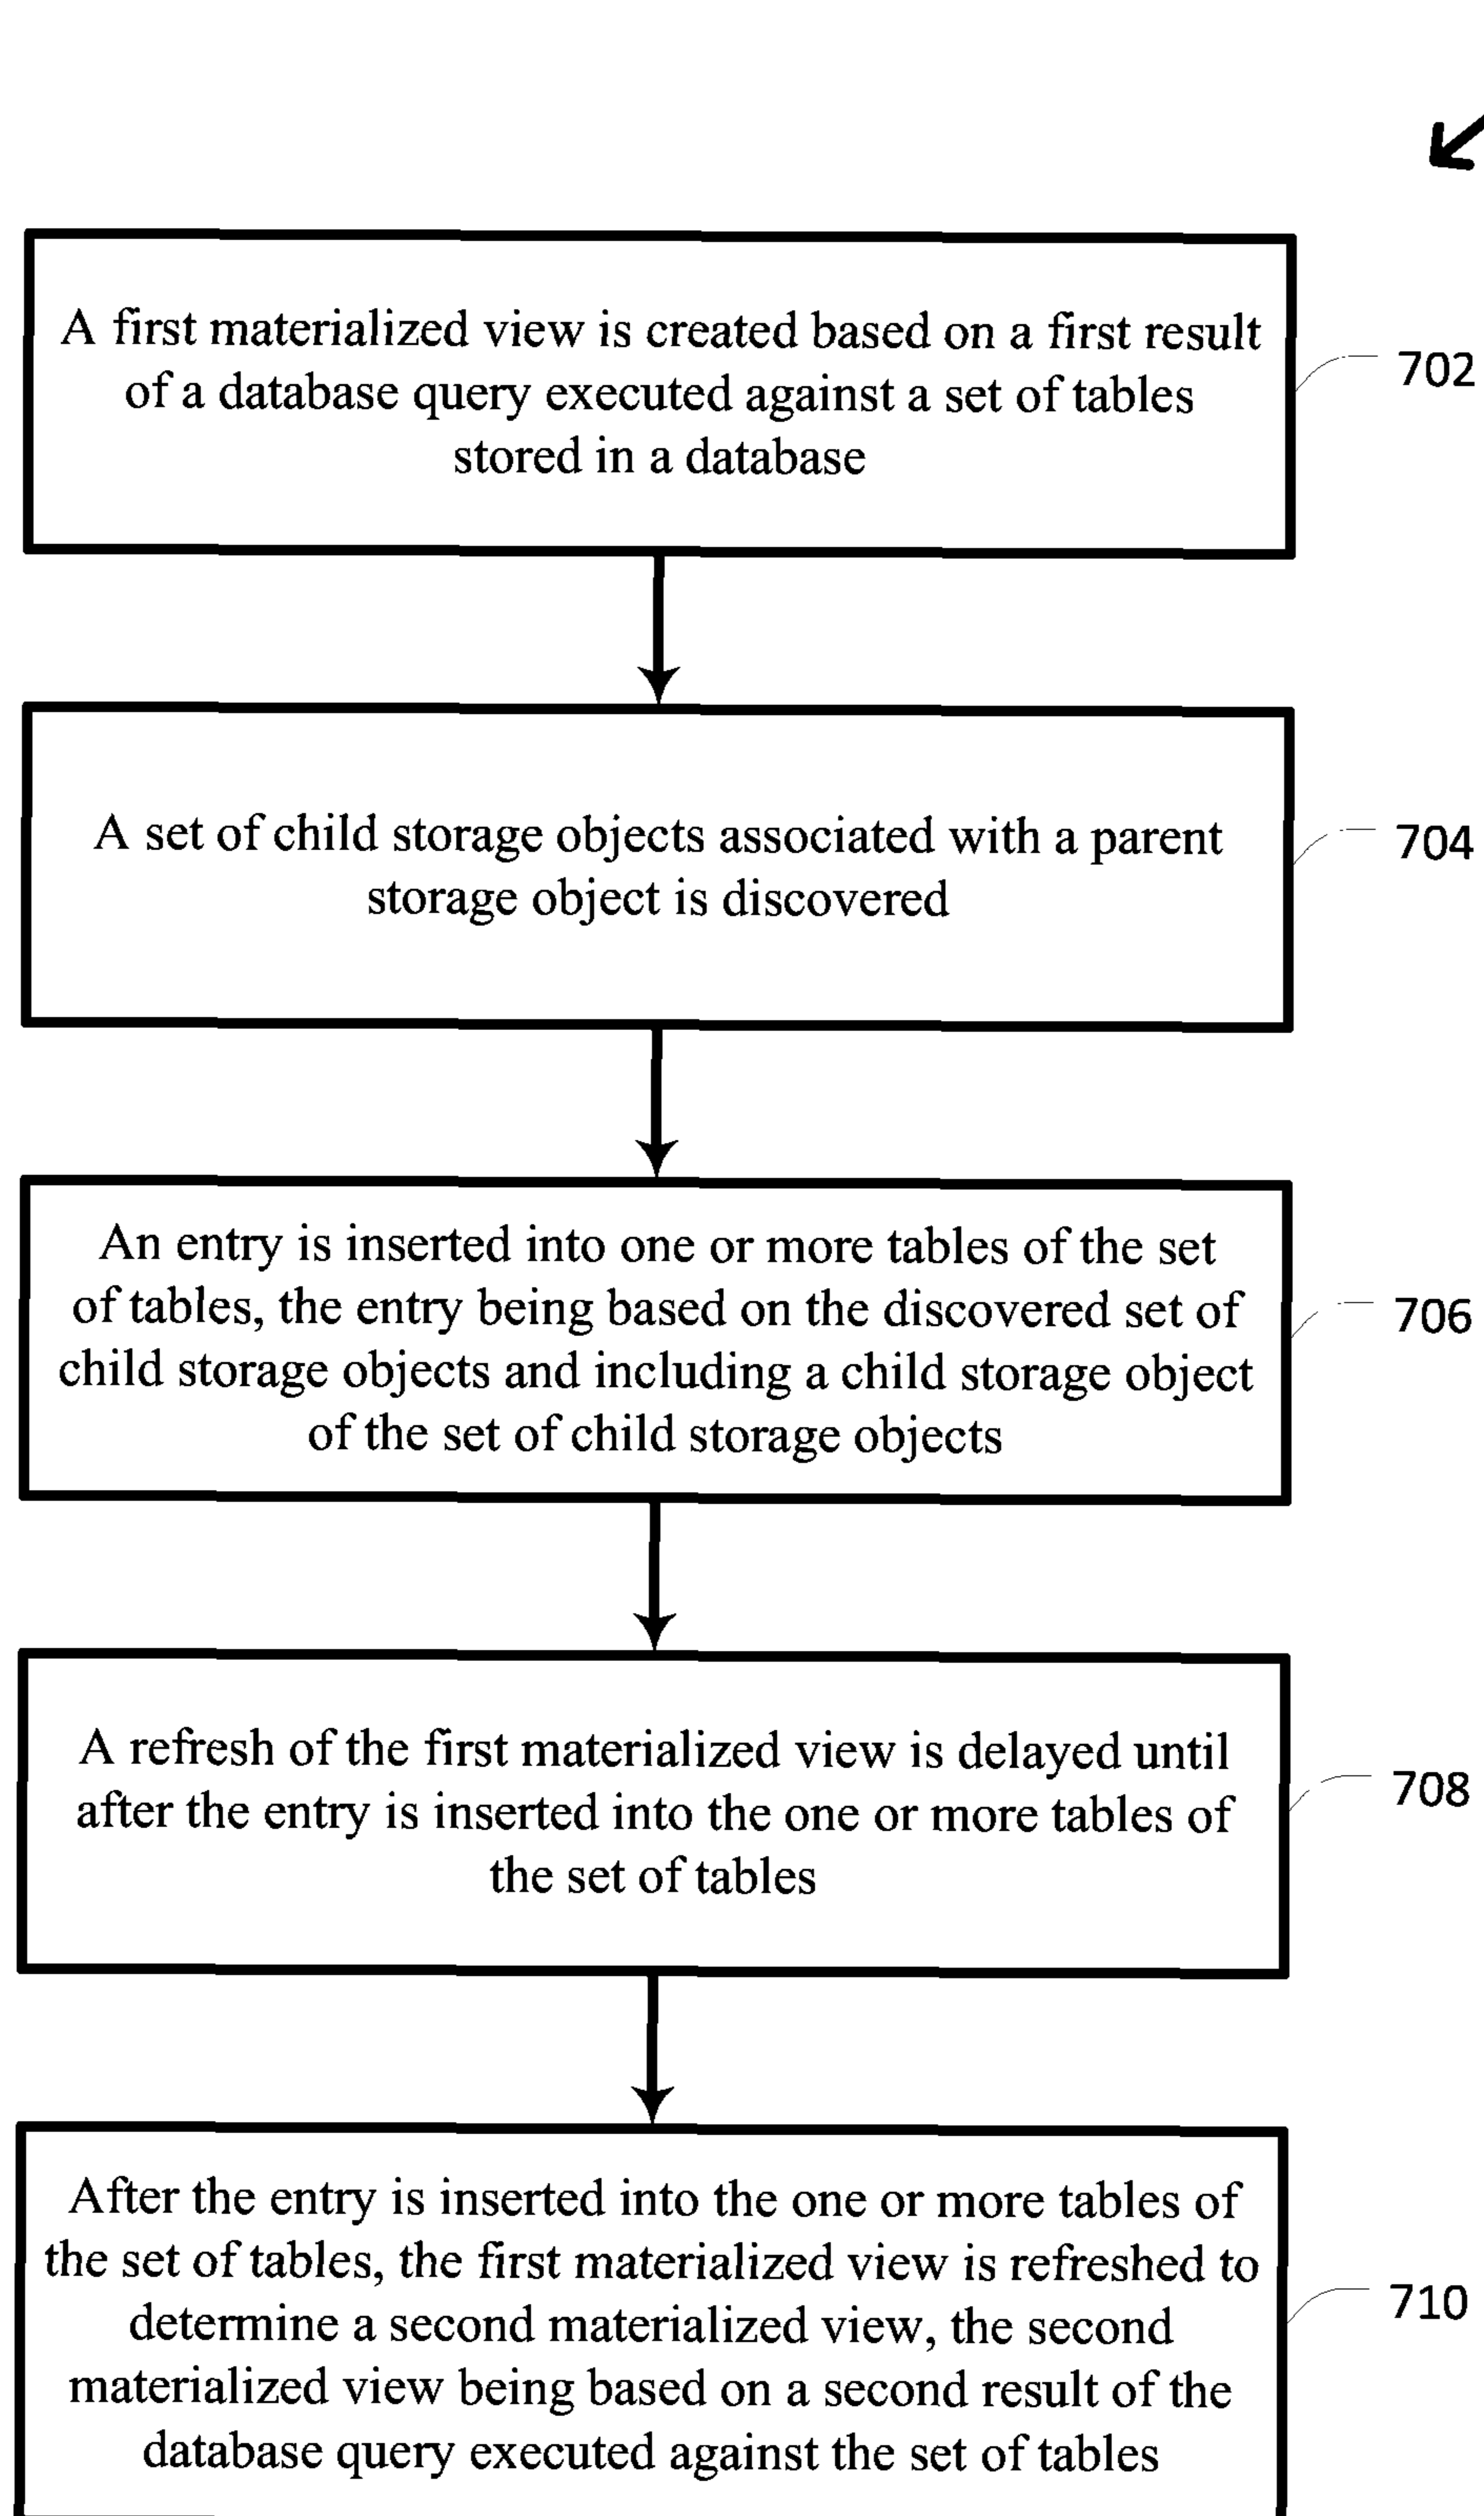 A first materialized view is created based on a first result
of a database query executed against a set of tables
stored in a database
702
A set of child storage objects associated with a parent
storage object is discovered
704
An entry is inserted into one or more tables of the set
of tables, the entry being based on the discovered set of
child storage objects and including a child storage object
of the set of child storage objects
706
A refresh of the first materialized view is delayed until
after the entry is inserted into the one or more tables of
the set of tables
708
After the entry is inserted into the one or more tables of
the set of tables, the first materialized view is refreshed to
determine a second materialized view, the second
materialized view being based on a second result of the
database query executed against the set of tables
710